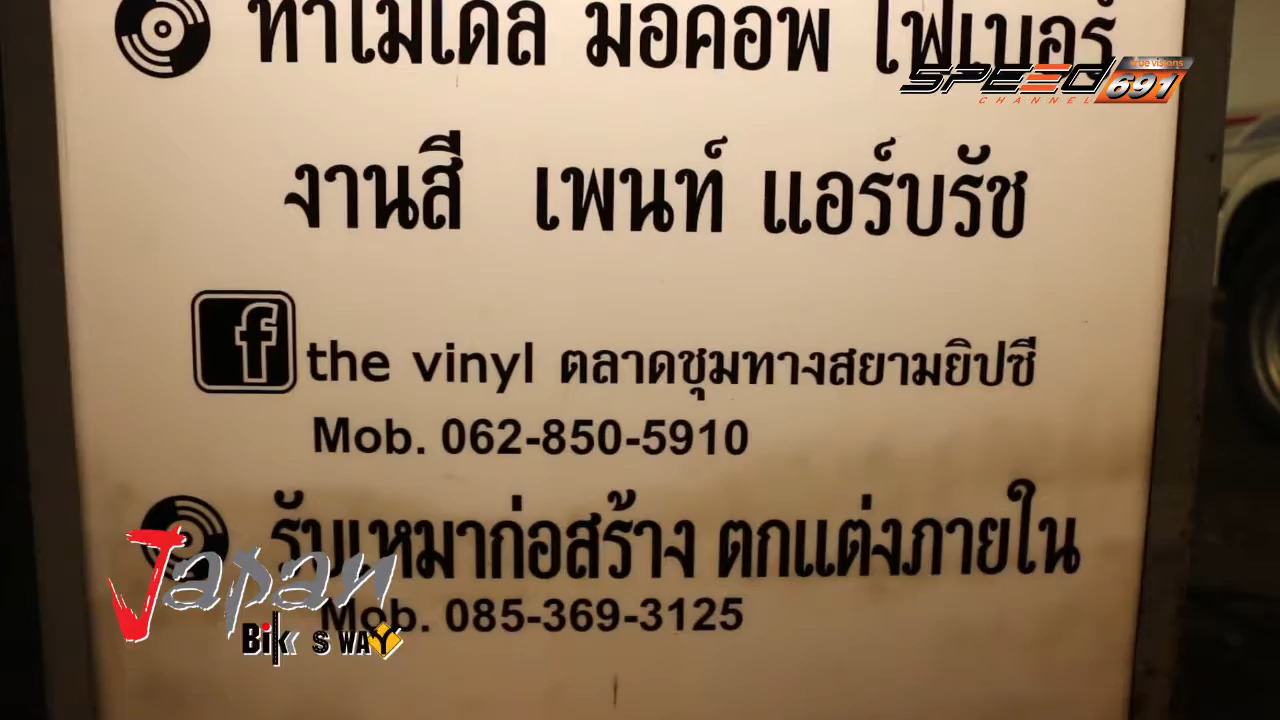 ทำโมเดล ม็อคอัพ ไฟเบอร์
true visions
SPEED 691
CHANNEL
งานสี เพนท์ แอร์บรัช
f the vinyl ตลาดชุมทางสยามยิปซี
Mob. 062-850-5910
รับเหมาก่อสร้าง ตกแต่งภายใน
Mob. 085-369-3125
Japan